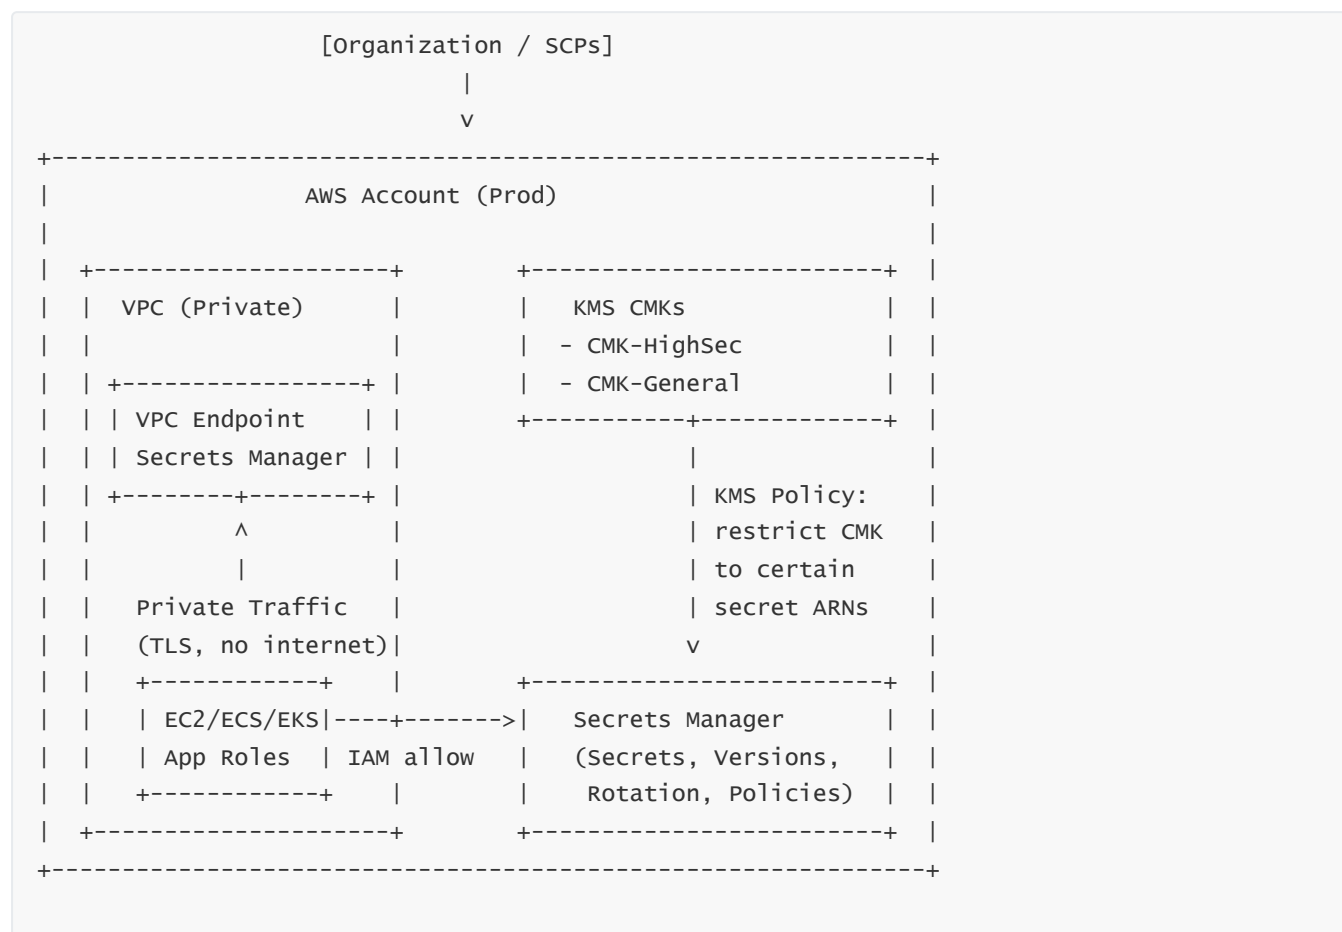 [Organization / SCPs]
                              |
                              v
+--------------------------------------------------------------+
|                  AWS Account (Prod)                          |
|                                                              |
|  +---------------------+        +-------------------------+  |
|  |  VPC (Private)      |        |   KMS CMKs              |  |
|  |                     |        |  - CMK-HighSec          |  |
|  | +-----------------+ |        |  - CMK-General          |  |
|  | | VPC Endpoint    | |        +-----------+-------------+  |
|  | | Secrets Manager | |                    |                |
|  | +--------+--------+ |                    | KMS Policy:    |
|  |          ^          |                    | restrict CMK   |
|  |          |          |                    | to certain     |
|  |   Private Traffic   |                    | secret ARNs    |
|  |   (TLS, no internet)|                    v                |
|  |   +------------+    |        +-------------------------+  |
|  |   | EC2/ECS/EKS|----+------->|   Secrets Manager       |  |
|  |   | App Roles  | IAM allow   |   (Secrets, Versions,   |  |
|  |   +------------+    |        |    Rotation, Policies)  |  |
|  +---------------------+        +-------------------------+  |
+--------------------------------------------------------------+